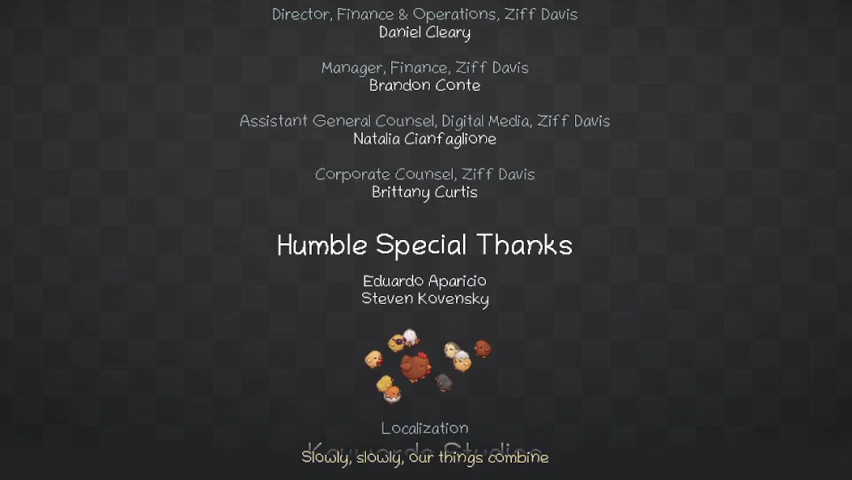 Director, Finance & Operations, Ziff Davis
Daniel Cleary
Manager, Finance, Ziff Davis
Brandon Conte
Assistant General Counsel, Digital Media, Ziff Davis
Natalia Cianfaglione
Corporate Counsel, Ziff Davis
Brittany Curtis
Humble Special Thanks
Eduardo Aparicio
Steven Kovensky
Localization
Slowly, slowly, our things combine